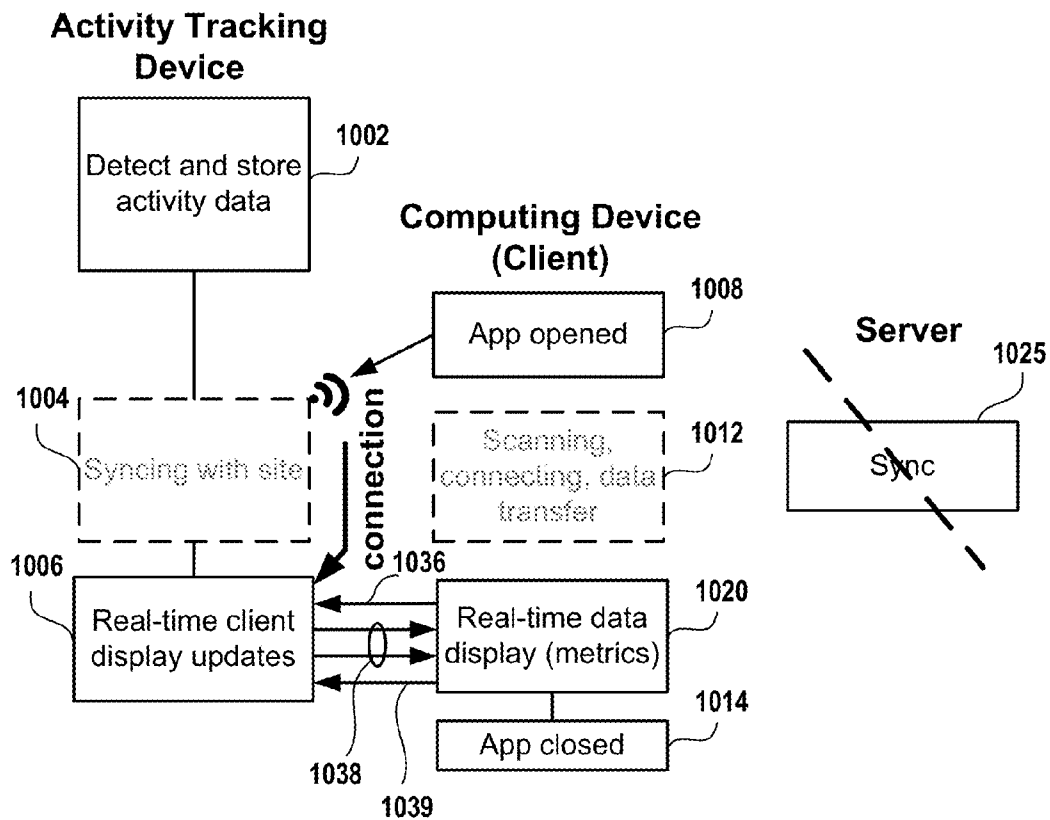 Activity Tracking
Device
1002
Detect and store
activity data
Computing Device
(Client)
1008
App opened
Server
1025
Sync
1004
Syncing with site
connection
1012
Scanning,
connecting, data
transfer
1006
Real-time client
display updates
1036
1038
1039
1020
Real-time data
display (metrics)
1014
App closed